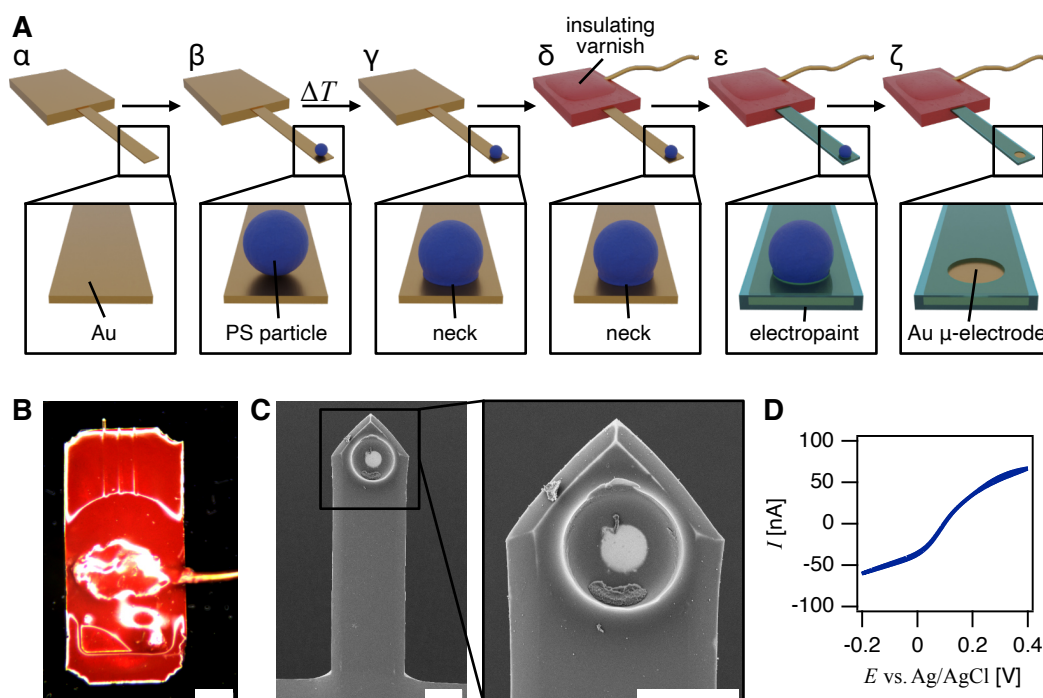 A
α
β
γ
δ
ε
ζ
ΔT
insulating
varnish
Au
PS particle
neck
neck
electropaint
Au μ-electrode
B
C
D
100
50
0
-50
-100
I [nA]
-0.2
0
0.2
0.4
E vs. Ag/AgCl [V]